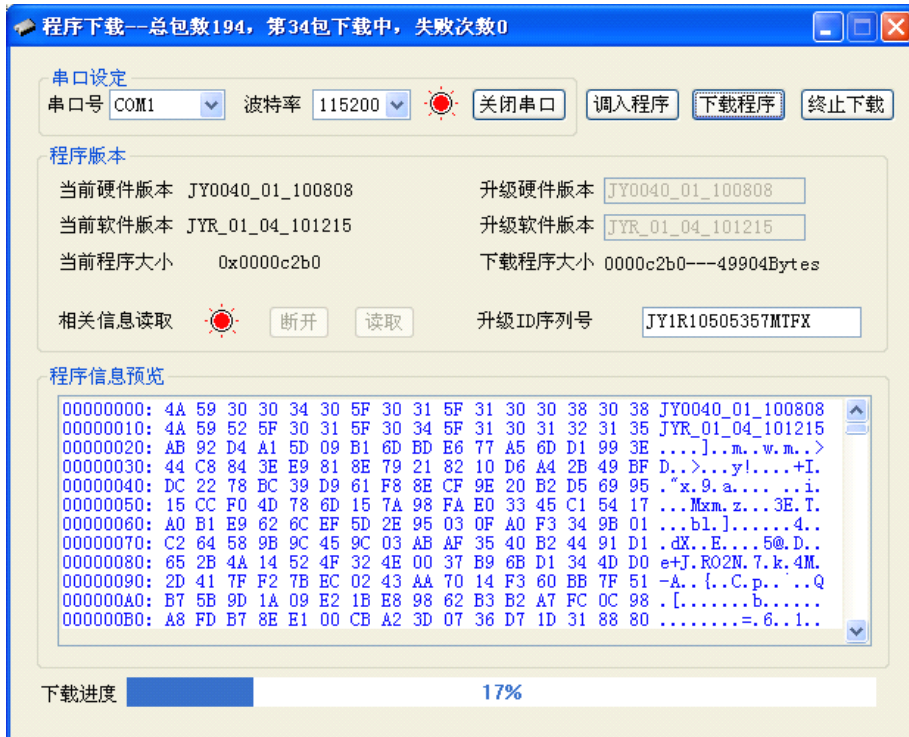 程序下载--总包数194，第34包下载中，失败次数0
串口设定
串口号 COM1 波特率 115200 关闭串口 调入程序 下载程序 终止下载
程序版本
当前硬件版本 JY0040_01_100808 升级硬件版本 JY0040_01_100808
当前软件版本 JYR_01_04_101215 升级软件版本 JYR_01_04_101215
当前程序大小 0x0000c2b0 下载程序大小 0000c2b0---49904Bytes
相关信息读取 断开 读取 升级ID序列号 JY1R10505357MTFX
程序信息预览
00000000: 4A 59 30 30 34 30 5F 30 31 5F 31 30 30 38 30 38 JY0040_01_100808
00000010: 4A 59 52 5F 30 31 5F 30 34 5F 31 30 31 32 31 35 JYR_01_04_101215
00000020: AB 92 D4 A1 5D 09 B1 6D BD E6 77 A5 6D D1 99 3E ....]..m..w.m..>
00000030: 44 C8 84 3E E9 81 8E 79 21 82 10 D6 A4 2B 49 BF D..>...y!....+I.
00000040: DC 22 78 BC 39 D9 61 F8 8E CF 9E 20 B2 D5 69 95 ."x.9.a.... ..i.
00000050: 15 CC F0 4D 78 6D 15 7A 98 FA E0 33 45 C1 54 17 ...Mxm.z...3E.T.
00000060: A0 B1 E9 62 6C EF 5D 2E 95 03 0F A0 F3 34 9B 01 ...bl.]......4..
00000070: C2 64 58 9B 9C 45 9C 03 AB AF 35 40 B2 44 91 D1 .dX..E....5@.D..
00000080: 65 2B 4A 14 52 4F 32 4E 00 37 B9 6B D1 34 4D D0 e+J.RO2N.7.k.4M.
00000090: 2D 41 7F F2 7B EC 02 43 AA 70 14 F3 60 BB 7F 51 -A..{..C.p..`..Q
000000A0: B7 5B 9D 1A 09 E2 1B E8 98 62 B3 B2 A7 FC 0C 98 .[.......b......
000000B0: A8 FD B7 8E E1 00 CB A2 3D 07 36 D7 1D 31 88 80 ........=.6..1..
下载进度 17%